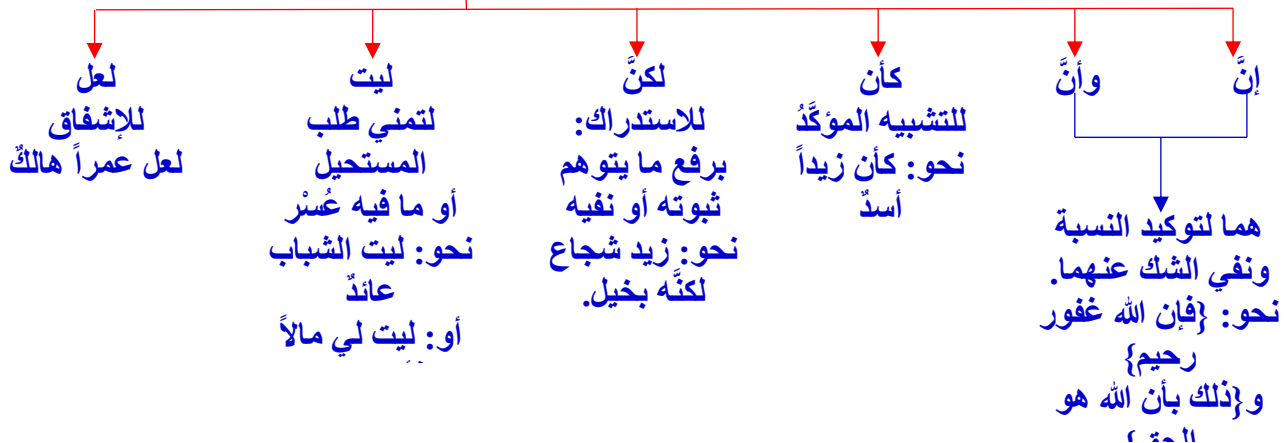 إنَّ
وأنَّ
هما لتوكيد النسبة
ونفي الشك عنهما.
نحو: {فإن الله غفور
رحيم}
و{ذلك بأن الله هو
الحق}
كأن
للتشبيه المؤكَّدُ
نحو: كأن زيداً
أسدٌ
لكنَّ
للاستدراك:
برفع ما يتوهم
ثبوته أو نفيه
نحو: زيد شجاع
لكنَّه بخيل.
ليت
لتمني طلب
المستحيل
أو ما فيه عُسْر
نحو: ليت الشباب
عائدٌ
أو: ليت لي مالاً
لعل
للإشفاق
لعل عمراً هالكٌ